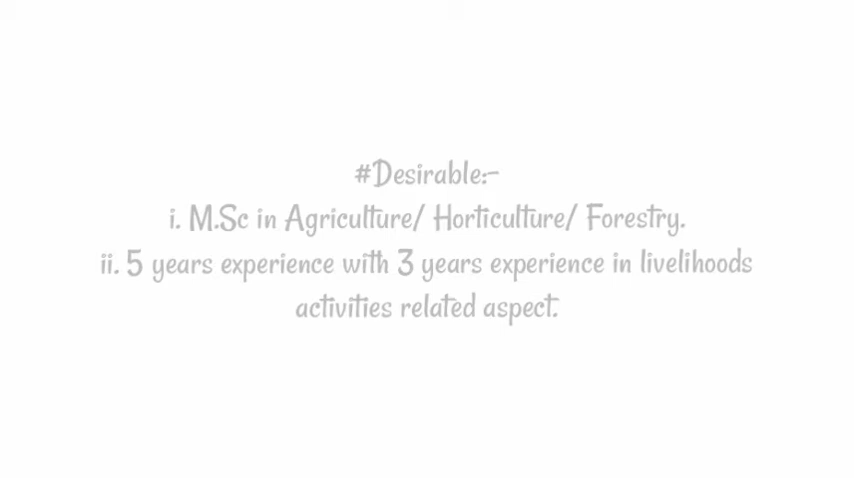 #Desirable:-
i. M.Sc in Agriculture/ Horticulture/ Forestry.
ii. 5 years experience with 3 years experience in livelihoods
activities related aspect.